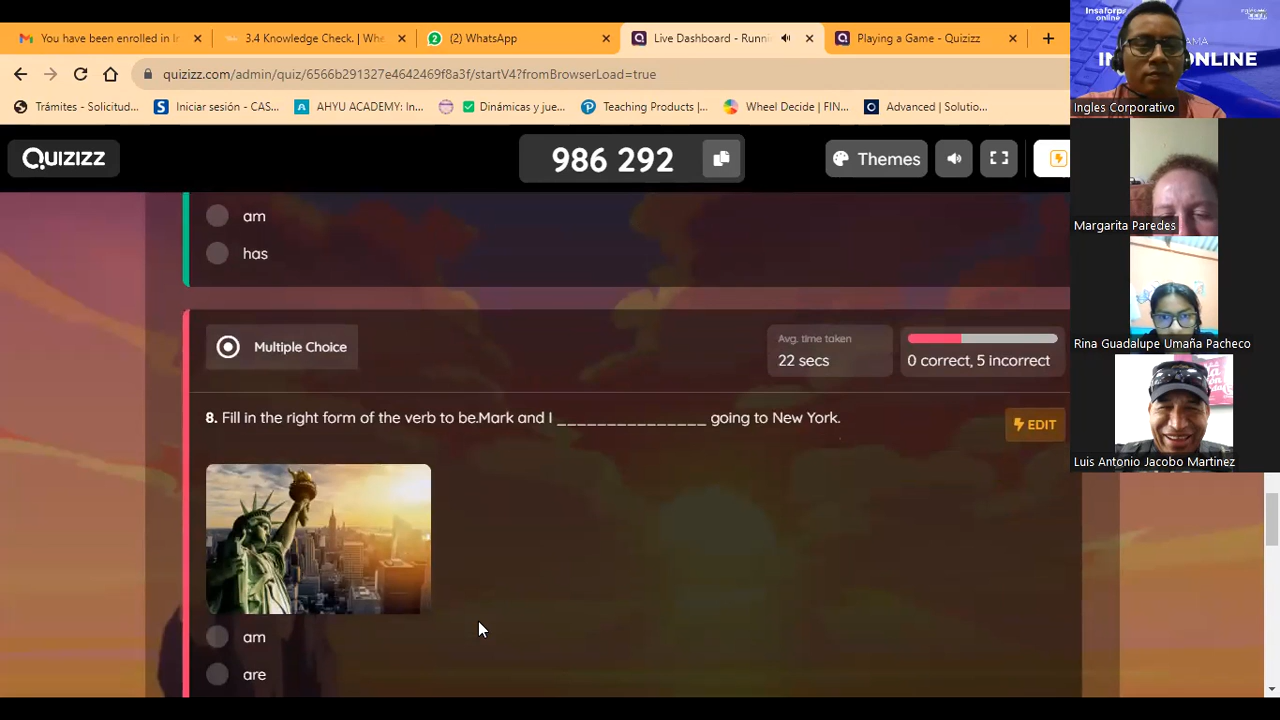 You have been enrolled in I
3.4 Knowledge Check. | Whe
(2) WhatsApp
Live Dashboard - Runni
Playing a Game - Quizizz
quizizz.com/admin/quiz/6566b291327e4642469f8a3f/startV4?fromBrowserLoad=true
Trámites - Solicitud...
Iniciar sesión - CAS...
AHYU ACADEMY: In...
Dinámicas y jue...
Teaching Products |...
Wheel Decide | FIN...
Advanced | Solutio...
Quizizz
986 292
Themes
am
has
Multiple Choice
Avg. time taken
22 secs
0 correct, 5 incorrect
8. Fill in the right form of the verb to be.Mark and I _______________ going to New York.
EDIT
am
are
Insaforp
online
Ingles Corporativo
Margarita Paredes
Rina Guadalupe Umaña Pacheco
Luis Antonio Jacobo Martinez